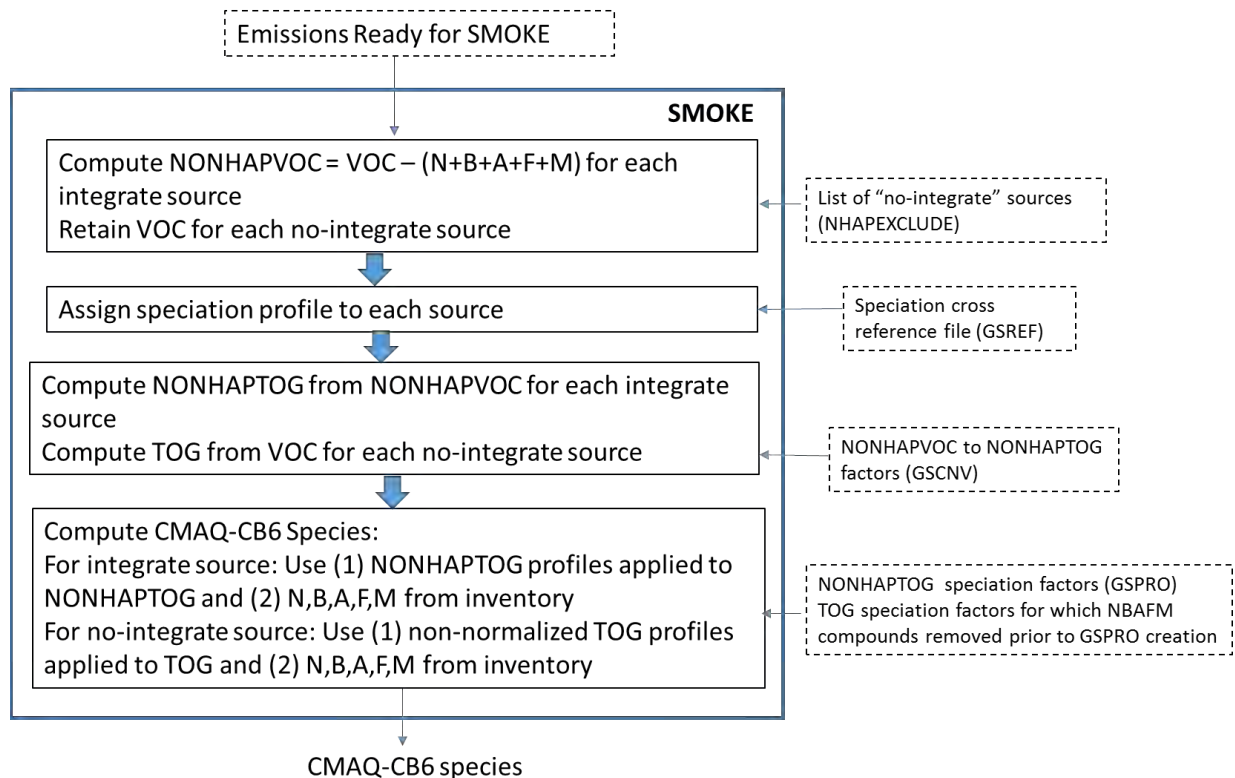 Emissions Ready for SMOKE
SMOKE
Compute NONHAPVOC = VOC – (N+B+A+F+M) for each
integrate source
Retain VOC for each no-integrate source
List of “no-integrate” sources
(NHAPEXCLUDE)
Assign speciation profile to each source
Speciation cross
reference file (GSREF)
Compute NONHAPTOG from NONHAPVOC for each integrate
source
Compute TOG from VOC for each no-integrate source
NONHAPVOC to NONHAPTOG
factors (GSCNV)
Compute CMAQ-CB6 Species:
For integrate source: Use (1) NONHAPTOG profiles applied to
NONHAPTOG and (2) N,B,A,F,M from inventory
For no-integrate source: Use (1) non-normalized TOG profiles
applied to TOG and (2) N,B,A,F,M from inventory
NONHAPTOG speciation factors (GSPRO)
TOG speciation factors for which NBAFM
compounds removed prior to GSPRO creation
CMAQ-CB6 species